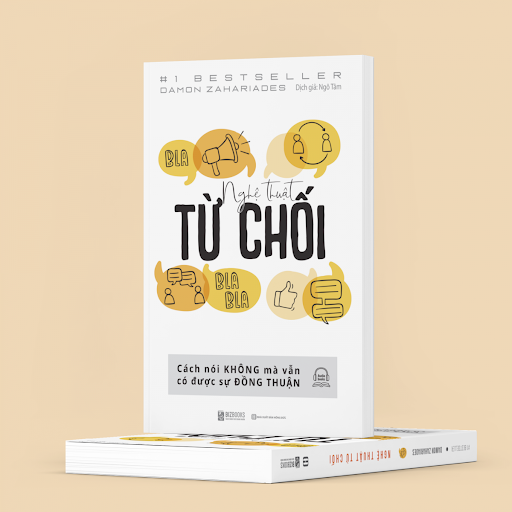 #1 BESTSELLER
DAMON ZAHARIADES
Dịch giả: Ngô Tâm
BLA
Nghệ thuật
TỪ CHỐI
BLA
BLA
Cách nói KHÔNG mà vẫn
có được sự ĐỒNG THUẬN
BIZBOOKS
NGHỆ THUẬT TỪ CHỐI
DAMON ZAHARIADES